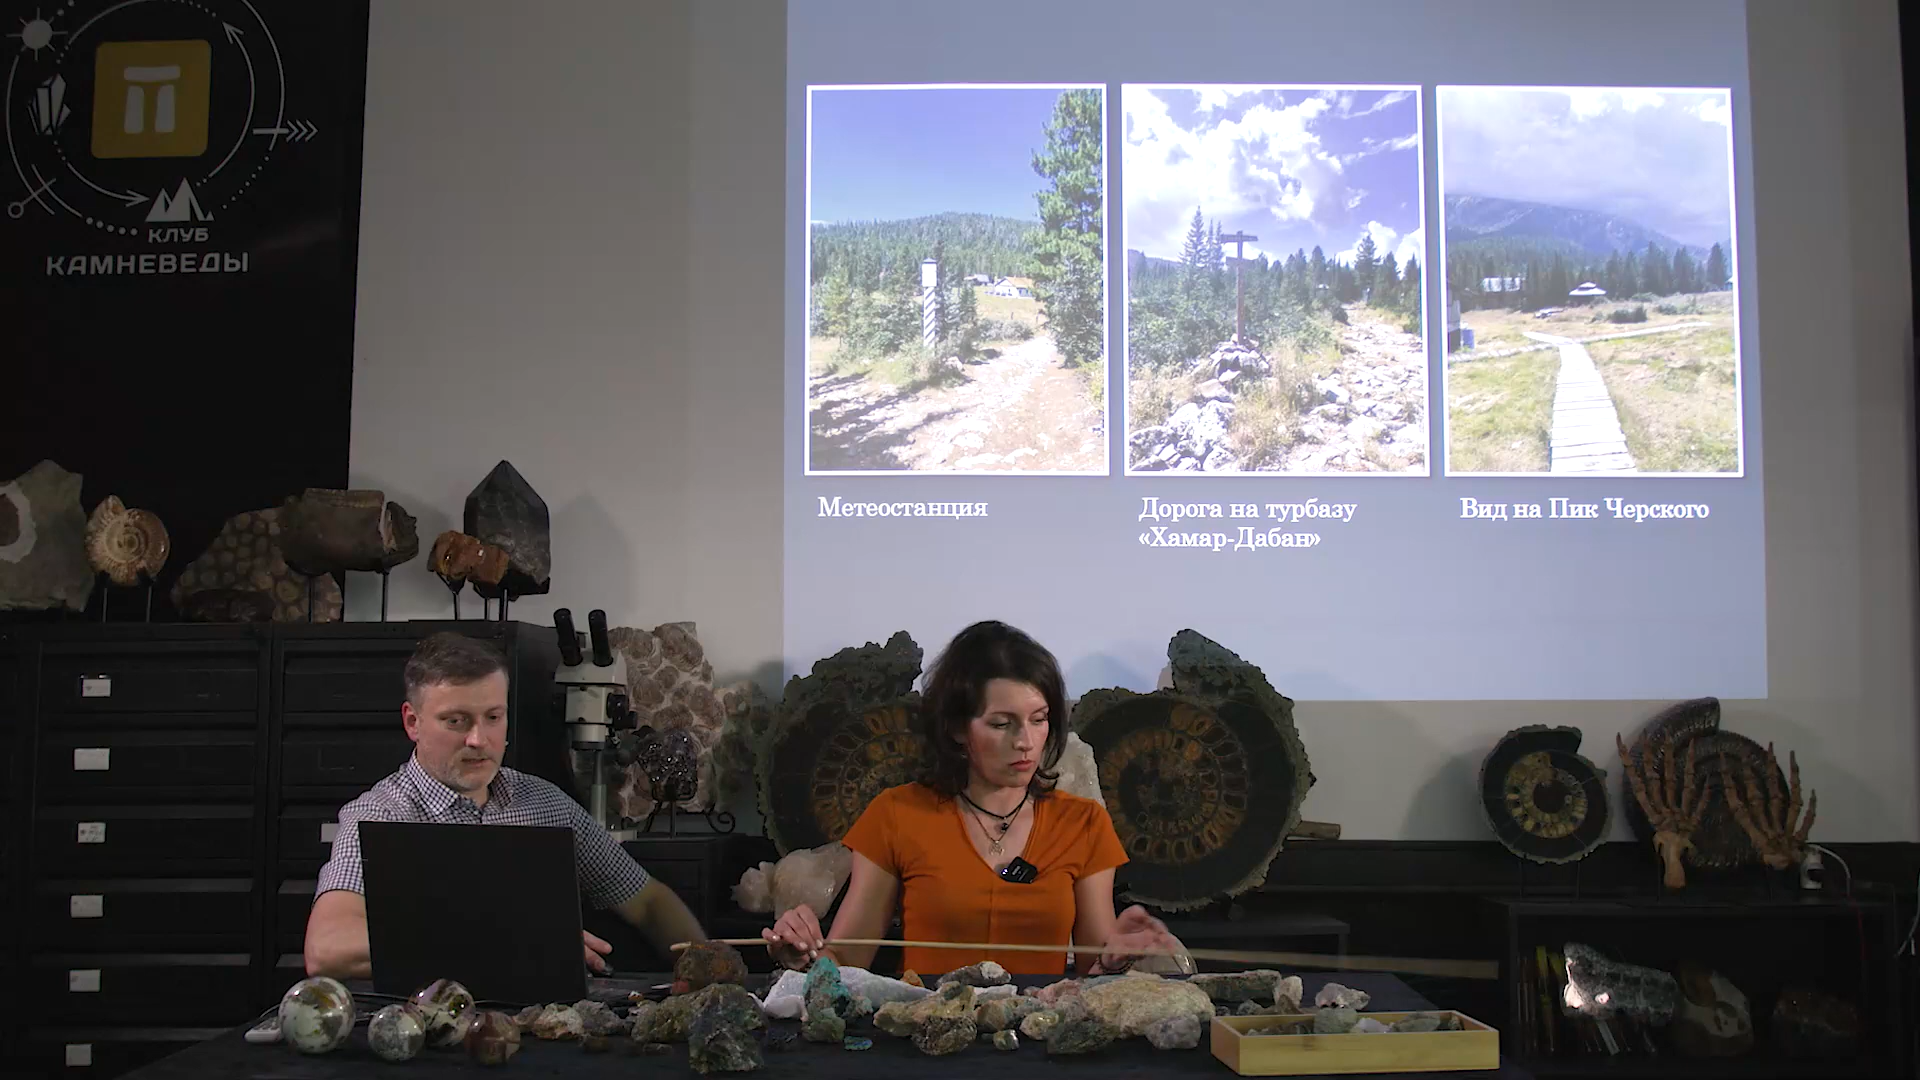 КЛУБ
КАМНЕВЕДЫ
Метеостанция
Дорога на турбазу
«Хамар-Дабан»
Вид на Пик Черского